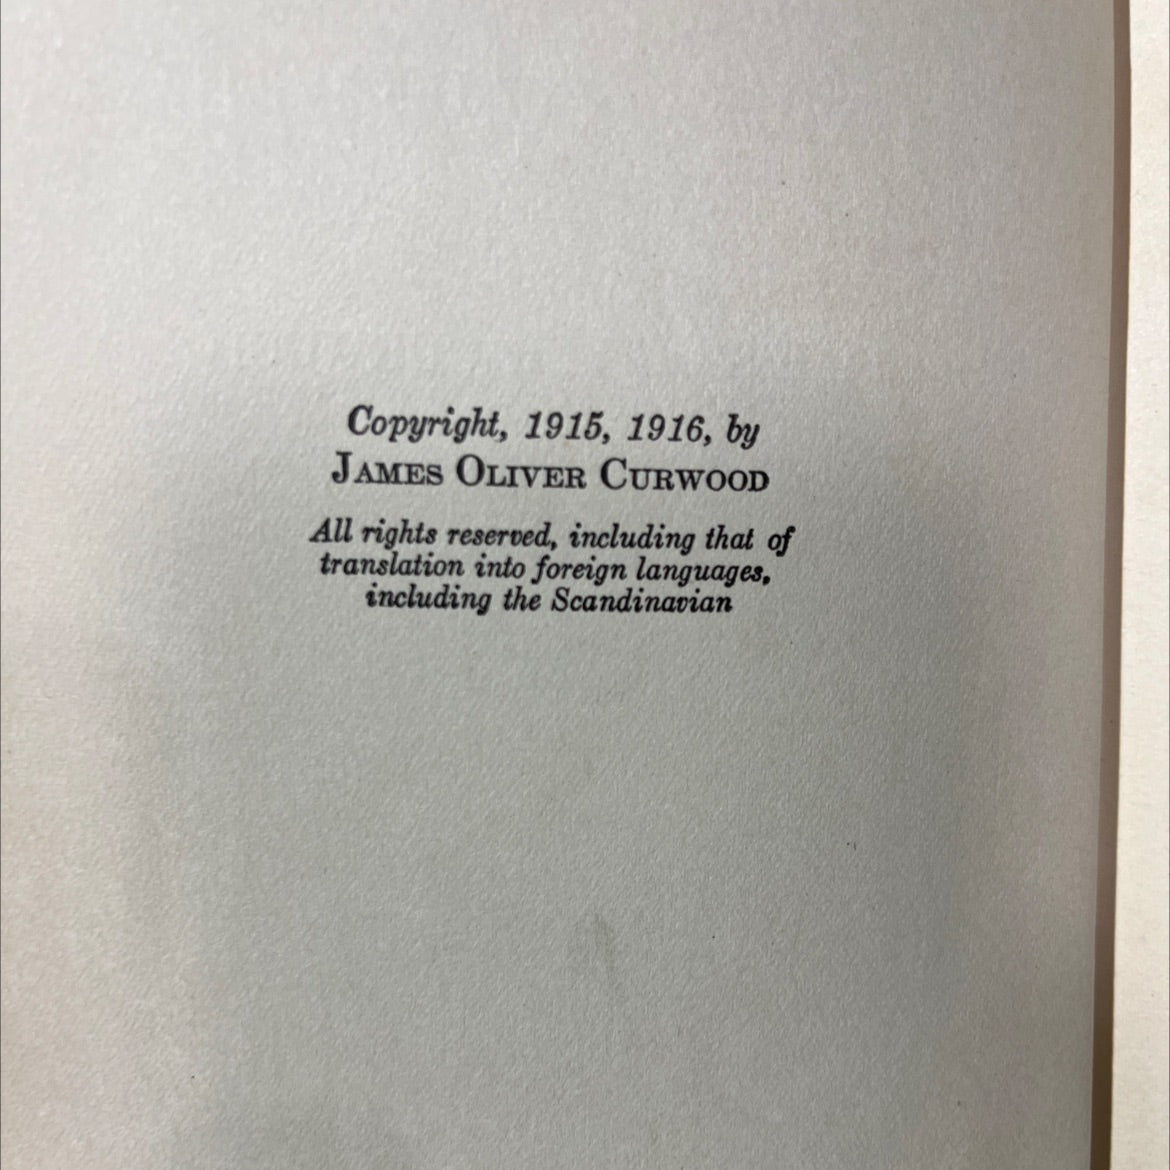 Copyright, 1915, 1916, by
JAMES OLIVER CURWOOD
All rights reserved, including that of
translation into foreign languages,
including the Scandinavian